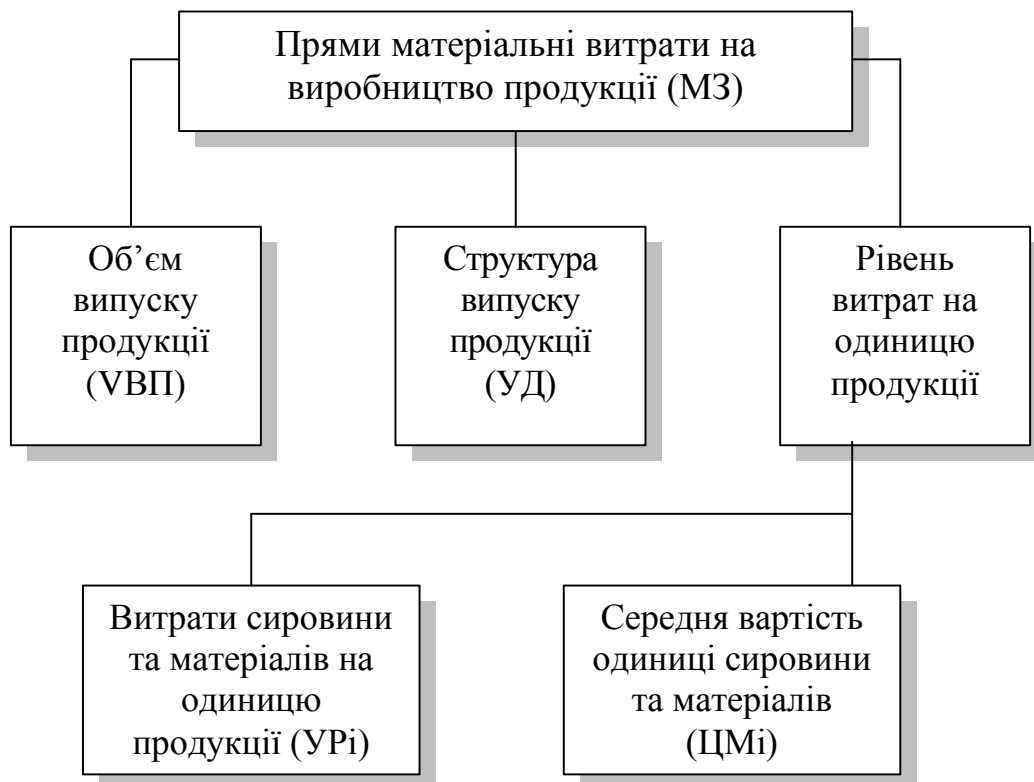 Прями матеріальні витрати на
виробництво продукції (МЗ)
Об’єм
випуску
продукції
(VВП)
Структура
випуску
продукції
(УД)
Рівень
витрат на
одиницю
продукції
Витрати сировини
та матеріалів на
одиницю
продукції (УРі)
Середня вартість
одиниці сировини
та матеріалів
(ЦМі)